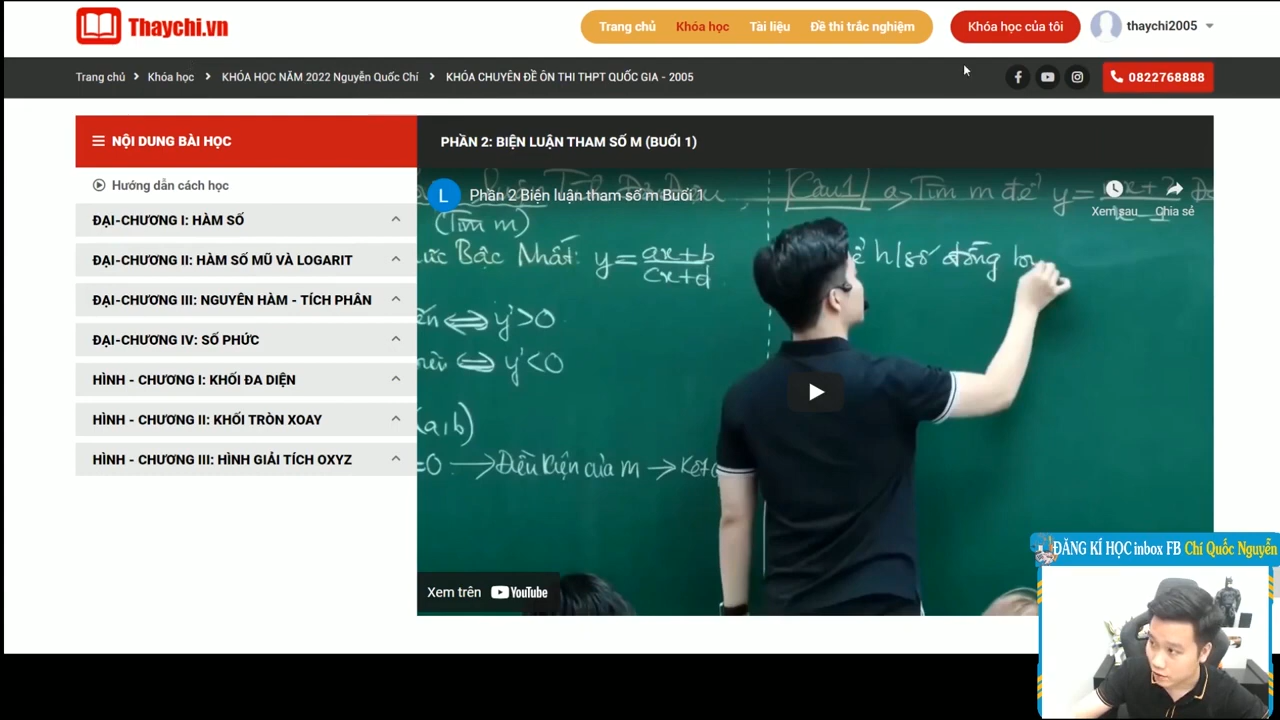 Thaychi.vn
Trang chủ Khóa học Tài liệu Đề thi trắc nghiệm
Khóa học của tôi
thaychi2005
Trang chủ > Khóa học > KHÓA HỌC NĂM 2022 Nguyễn Quốc Chí > KHÓA CHUYÊN ĐỀ ÔN THI THPT QUỐC GIA - 2005
0822768888
NỘI DUNG BÀI HỌC
Hướng dẫn cách học
ĐẠI-CHƯƠNG I: HÀM SỐ
ĐẠI-CHƯƠNG II: HÀM SỐ MŨ VÀ LOGARIT
ĐẠI-CHƯƠNG III: NGUYÊN HÀM - TÍCH PHÂN
ĐẠI-CHƯƠNG IV: SỐ PHỨC
HÌNH - CHƯƠNG I: KHỐI ĐA DIỆN
HÌNH - CHƯƠNG II: KHỐI TRÒN XOAY
HÌNH - CHƯƠNG III: HÌNH GIẢI TÍCH OXYZ
PHẦN 2: BIỆN LUẬN THAM SỐ M (BUỔI 1)
L Phần 2 Biện luận tham số m Buổi 1
Xem sau Chia sẻ
(Tìm m)
Bậc Nhất: y = ax+b / cx+d
⟺ y' > 0
⟺ y' < 0
(a,b)
=0 → Điều kiện của m →
Câu 1 a, Tìm m để y =
h/số đồng
Xem trên YouTube
ĐĂNG KÍ HỌC inbox FB Chí Quốc Nguyễn